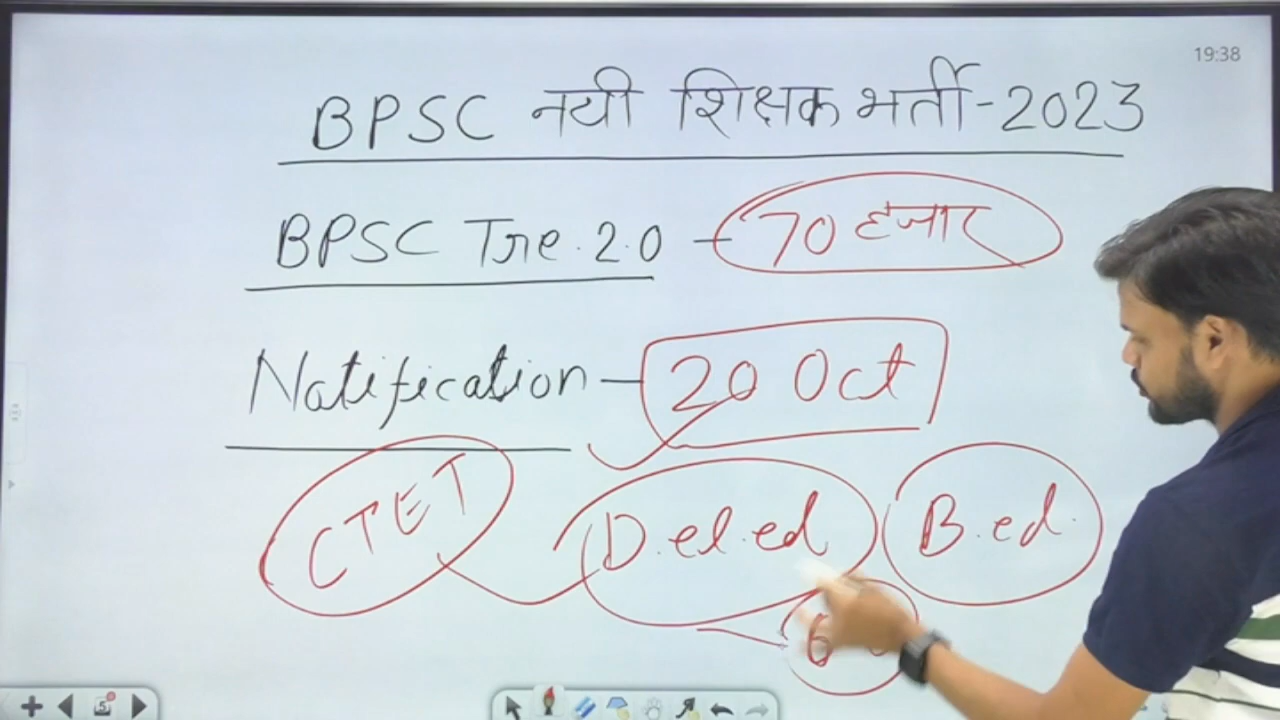 19:38
BPSC नयी शिक्षक भर्ती-2023
BPSC Tre.2.0 - 70 हजार
Notification - 20 Oct
CTET D.el.ed B.ed.